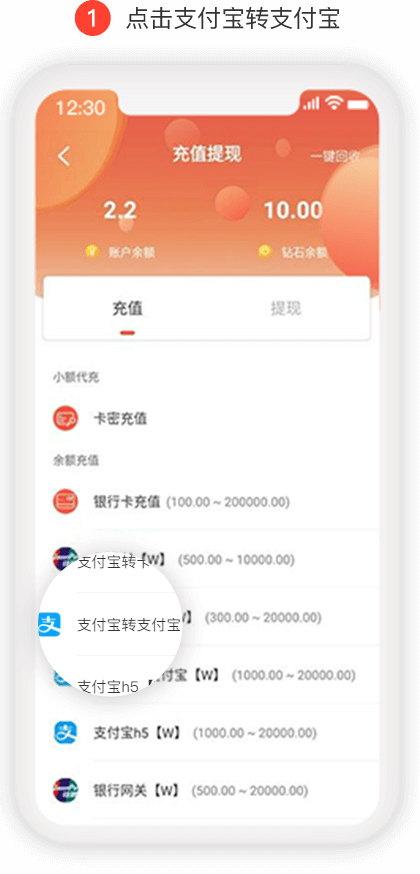 1 点击支付宝转支付宝
12:30
充值提现
一键回收
2.2 10.00
账户余额 钻石余额
充值 提现
小额代充
卡密充值
余额充值
银行卡充值 (100.00 ~ 200000.00)
支付宝转卡【W】 (500.00 ~ 10000.00)
支付宝转支付宝 】 (300.00 ~ 20000.00)
支付宝h5 付宝【W】 (1000.00 ~ 20000.00)
支付宝h5【W】 (1000.00 ~ 20000.00)
银行网关【W】 (500.00 ~ 20000.00)